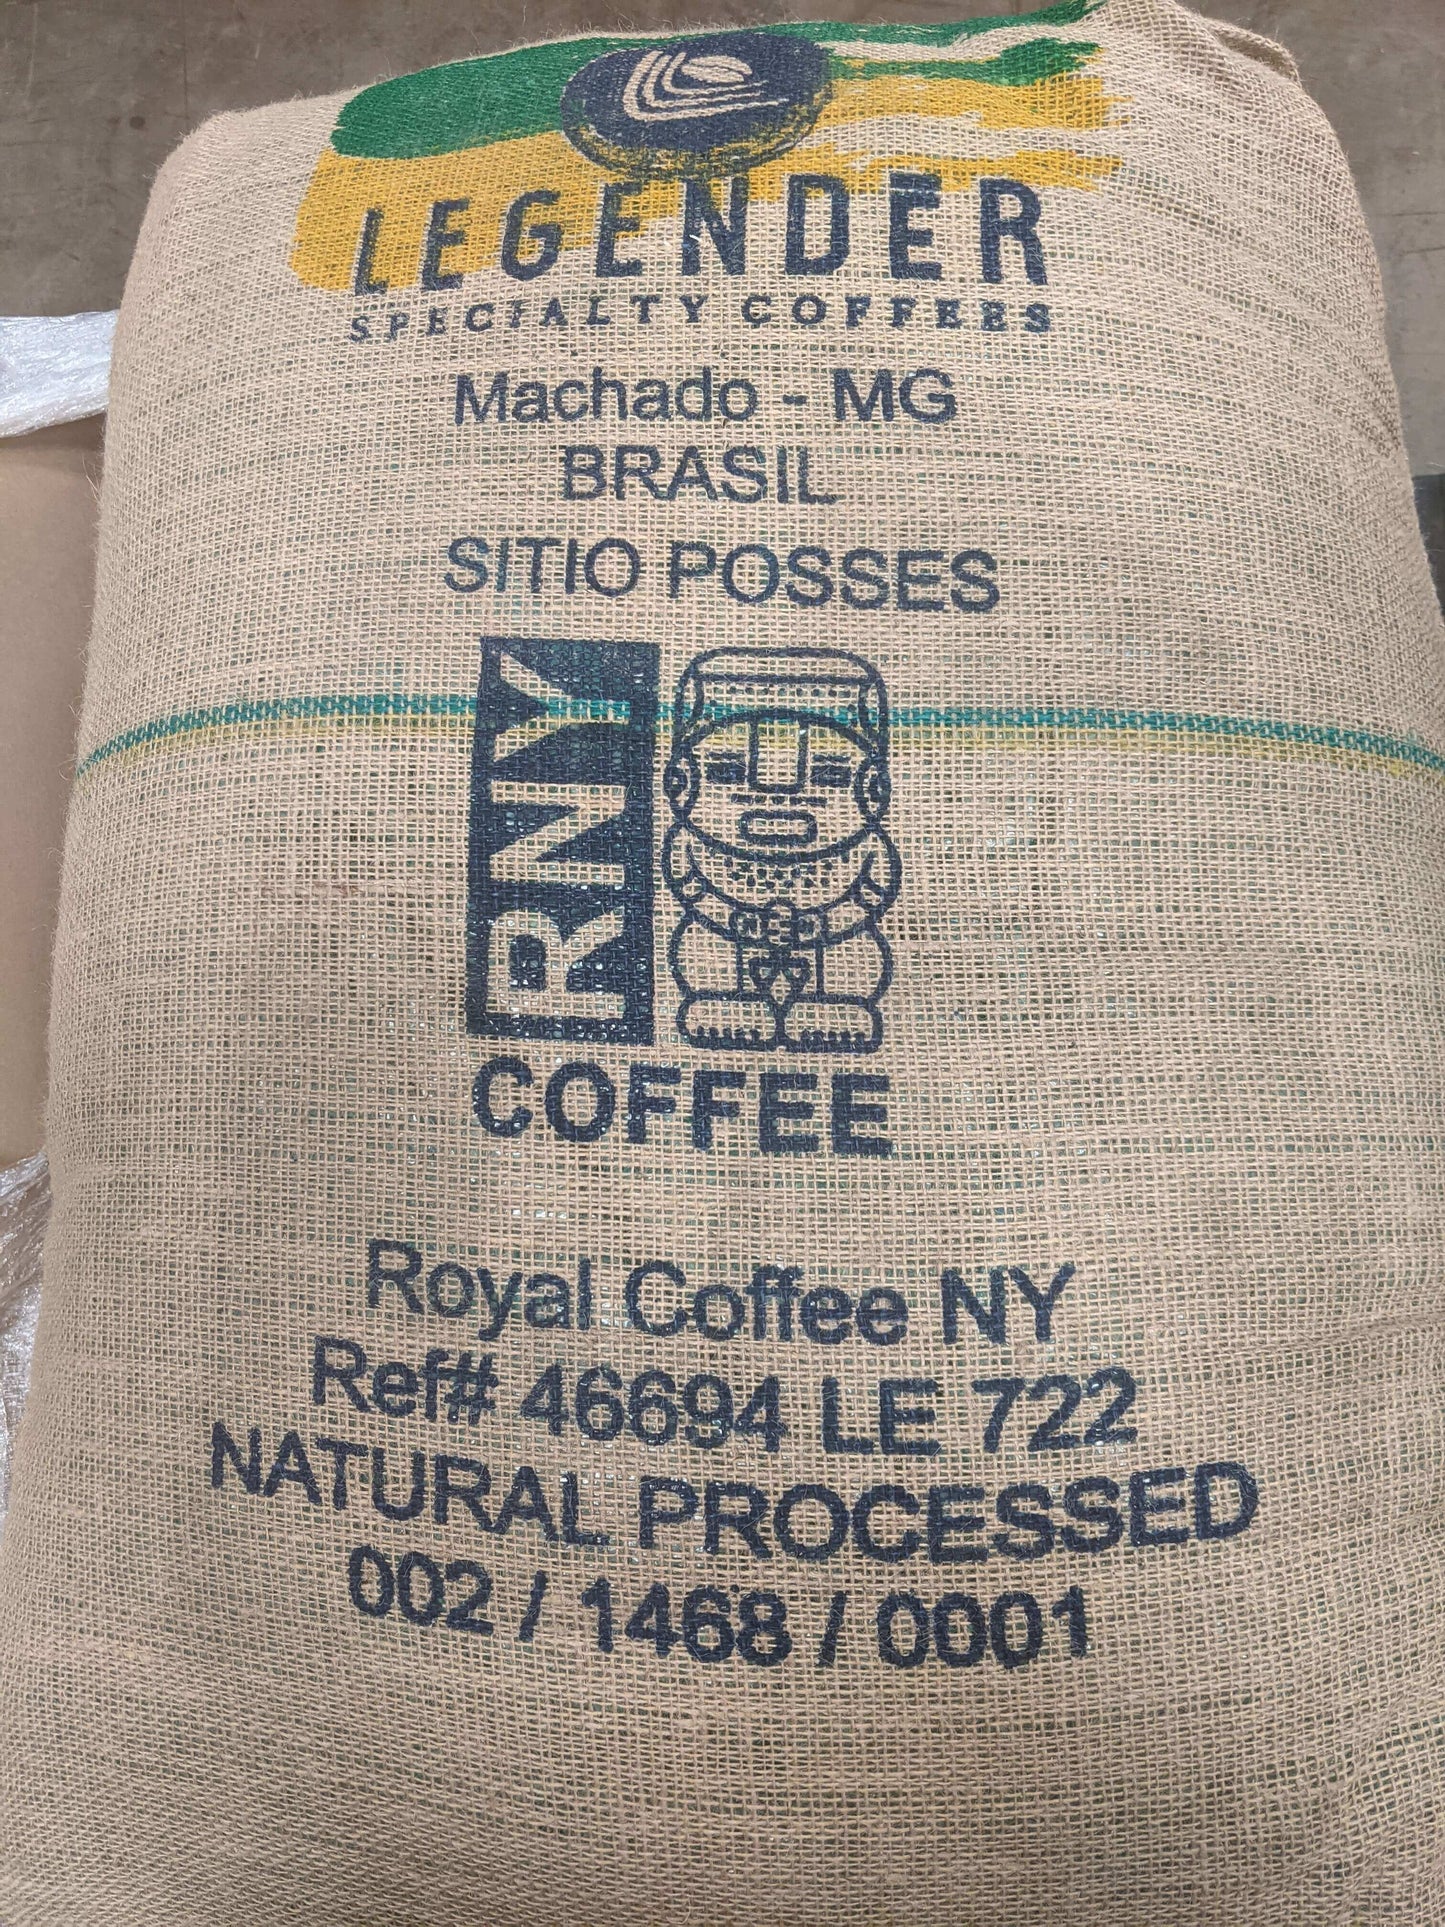 LEGENDER
SPECIALTY COFFEES
Machado - MG
BRASIL
SITIO POSSES
RNY
COFFEE
Royal Coffee NY
Ref# 46694 LE 722
NATURAL PROCESSED
002 / 1468 / 0001